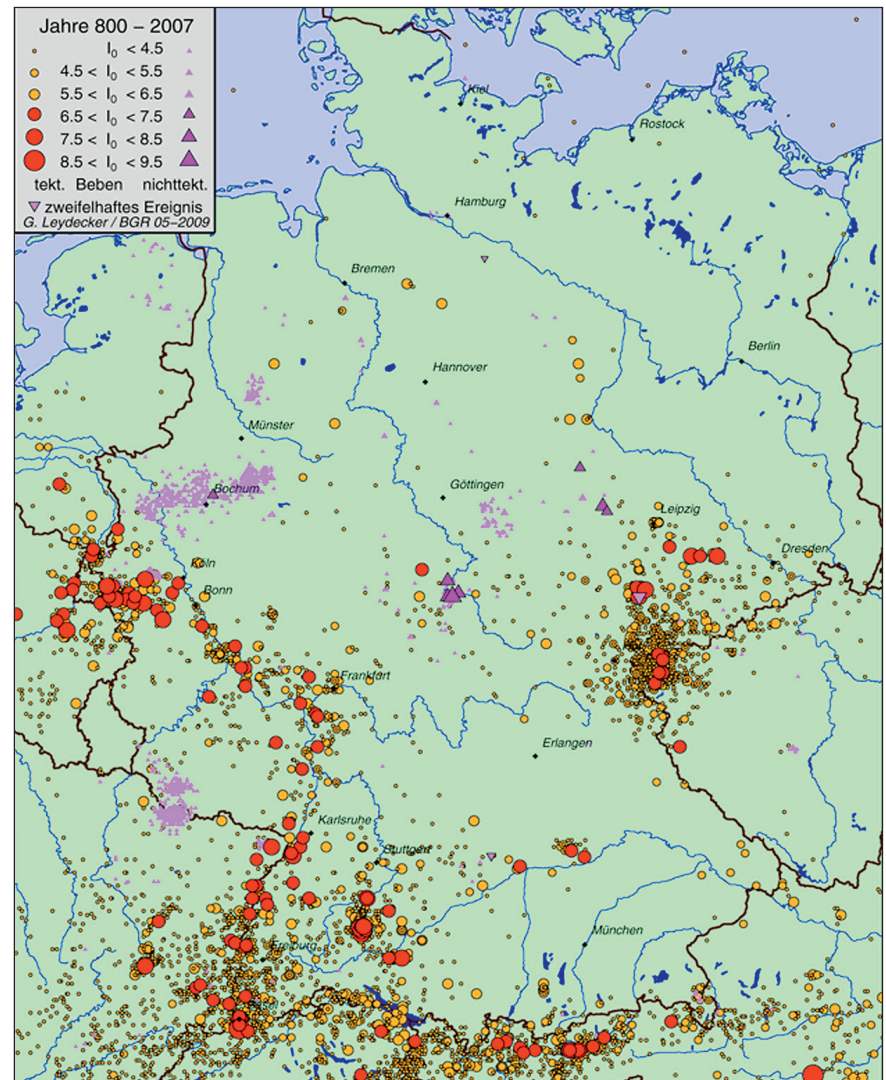 Jahre 800 – 2007
I₀ < 4.5
4.5 < I₀ < 5.5
5.5 < I₀ < 6.5
6.5 < I₀ < 7.5
7.5 < I₀ < 8.5
8.5 < I₀ < 9.5
tekt. Beben nichttekt.
zweifelhaftes Ereignis
G. Leydecker / BGR 05–2009
Kiel
Rostock
Hamburg
Bremen
Berlin
Hannover
Münster
Bochum
Göttingen
Leipzig
Dresden
Köln
Bonn
Frankfurt
Erlangen
Karlsruhe
Stuttgart
München
Freiburg